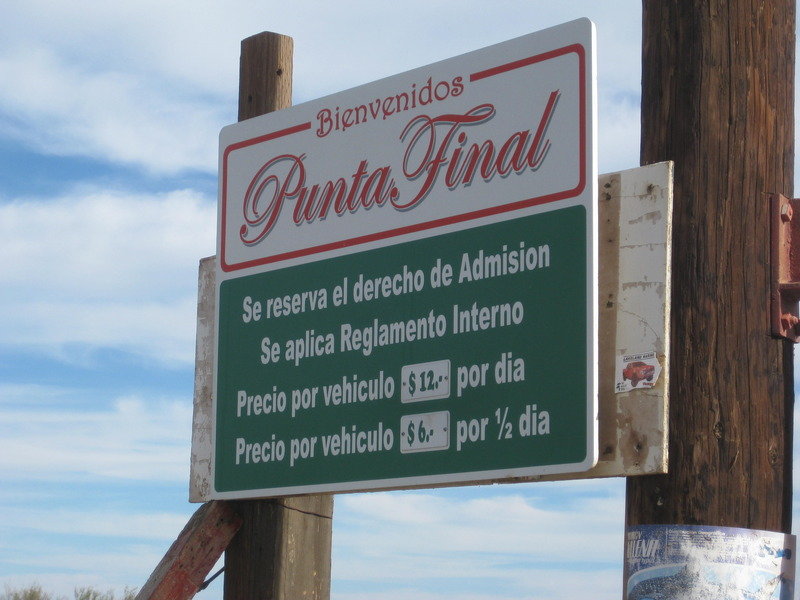 Bienvenidos
Punta Final
Se reserva el derecho de Admision
Se aplica Reglamento Interno
Precio por vehiculo $12.- por dia
Precio por vehiculo $6.- por ½ dia